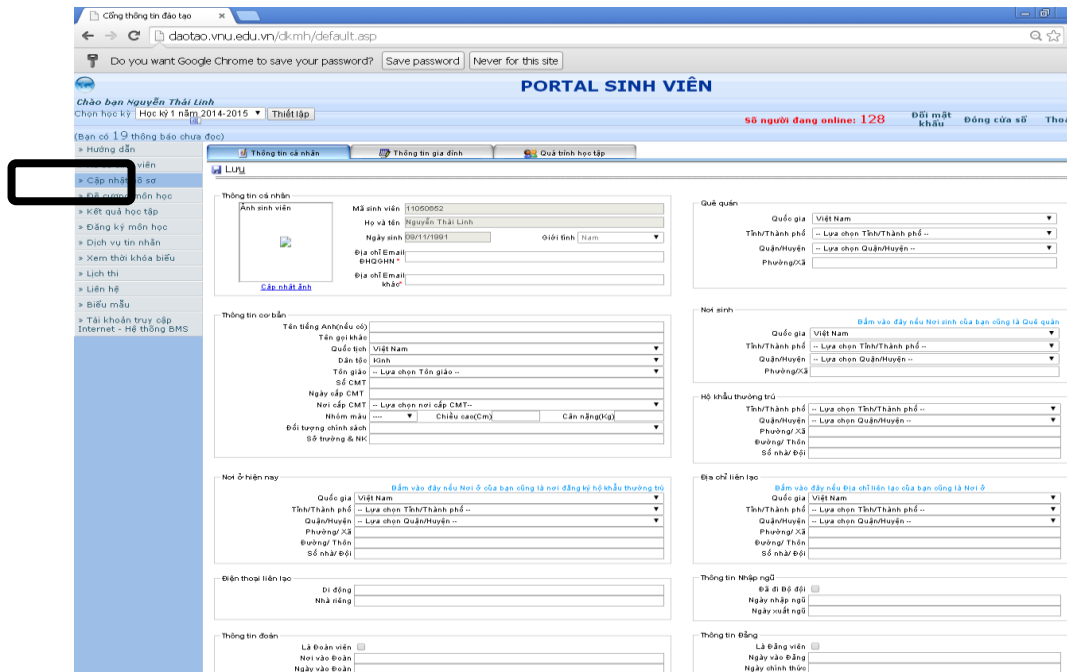 Cổng thông tin đào tạo
daotao.vnu.edu.vn/dkmh/default.asp
Do you want Google Chrome to save your password? Save password Never for this site
PORTAL SINH VIÊN
Chào bạn Nguyễn Thái Linh
Chọn học kỳ Học kỳ 1 năm 2014-2015 Thiết lập
Số người đang online: 128 Đổi mật khẩu Đóng cửa sổ Thoá
(Bạn có 19 thông báo chưa đọc)
» Hướng dẫn
viên
» Cập nhật hồ sơ
» Đề cương môn học
» Kết quả học tập
» Đăng ký môn học
» Dịch vụ tin nhắn
» Xem thời khóa biểu
» Lịch thi
» Liên hệ
» Biểu mẫu
» Tài khoản truy cập
Internet - Hệ thống BMS
Thông tin cá nhân Thông tin gia đình Quá trình học tập
Lưu
Thông tin cá nhân
Ảnh sinh viên
Cập nhật ảnh
Mã sinh viên 11050652
Họ và tên Nguyễn Thái Linh
Ngày sinh 09/11/1991 Giới tính Nam
Địa chỉ Email
ĐHQGHN *
Địa chỉ Email
khác*
Quê quán
Quốc gia Việt Nam
Tỉnh/Thành phố -- Lựa chọn Tỉnh/Thành phố --
Quận/Huyện -- Lựa chọn Quận/Huyện --
Phường/Xã
Thông tin cơ bản
Tên tiếng Anh(nếu có)
Tên gọi khác
Quốc tịch Việt Nam
Dân tộc Kinh
Tôn giáo -- Lựa chọn Tôn giáo --
Số CMT
Ngày cấp CMT
Nơi cấp CMT -- Lựa chọn nơi cấp CMT--
Nhóm máu ---- Chiều cao(Cm) Cân nặng(Kg)
Đối tượng chính sách
Sở trường & NK
Nơi sinh
Bấm vào đây nếu Nơi sinh của bạn cũng là Quê quán
Quốc gia Việt Nam
Tỉnh/Thành phố -- Lựa chọn Tỉnh/Thành phố --
Quận/Huyện -- Lựa chọn Quận/Huyện --
Phường/Xã
Hộ khẩu thường trú
Tỉnh/Thành phố -- Lựa chọn Tỉnh/Thành phố --
Quận/Huyện -- Lựa chọn Quận/Huyện --
Phường/ Xã
Đường/ Thôn
Số nhà/ Đội
Nơi ở hiện nay
Bấm vào đây nếu Nơi ở của bạn cũng là nơi đăng ký hộ khẩu thường trú
Quốc gia Việt Nam
Tỉnh/Thành phố -- Lựa chọn Tỉnh/Thành phố --
Quận/Huyện -- Lựa chọn Quận/Huyện --
Phường/ Xã
Đường/ Thôn
Số nhà/ Đội
Địa chỉ liên lạc
Bấm vào đây nếu Địa chỉ liên lạc của bạn cũng là Nơi ở
Quốc gia Việt Nam
Tỉnh/Thành phố -- Lựa chọn Tỉnh/Thành phố --
Quận/Huyện -- Lựa chọn Quận/Huyện --
Phường/ Xã
Đường/ Thôn
Số nhà/ Đội
Điện thoại liên lạc
Di động
Nhà riêng
Thông tin Nhập ngũ
Đã đi Bộ đội
Ngày nhập ngũ
Ngày xuất ngũ
Thông tin đoàn
Là Đoàn viên
Nơi vào Đoàn
Ngày vào Đoàn
Thông tin Đảng
Là Đảng viên
Ngày vào Đảng
Ngày chính thức